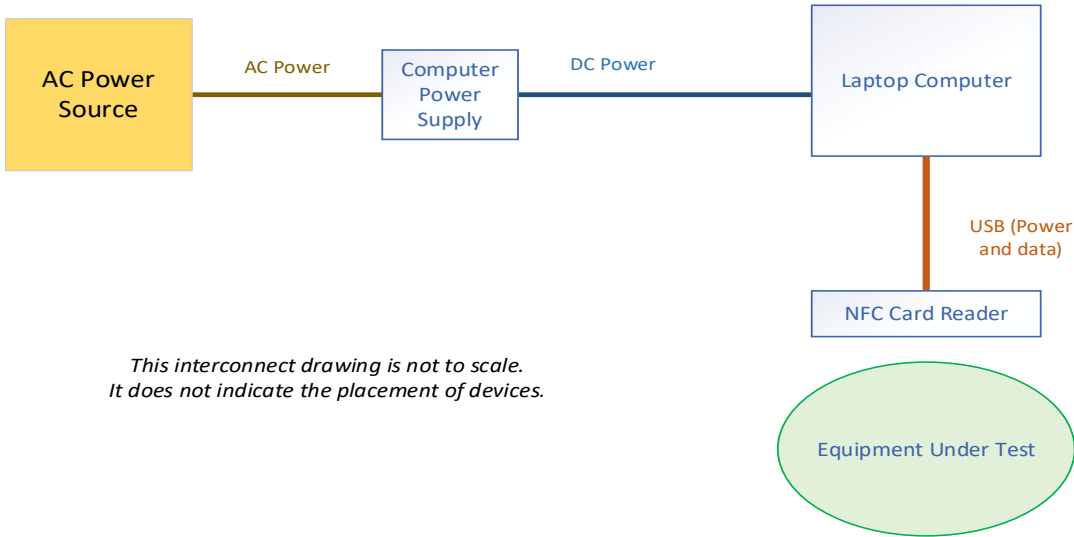 AC Power
Source
AC Power
Computer
Power
Supply
DC Power
Laptop Computer
USB (Power
and data)
NFC Card Reader
This interconnect drawing is not to scale.
It does not indicate the placement of devices.
Equipment Under Test